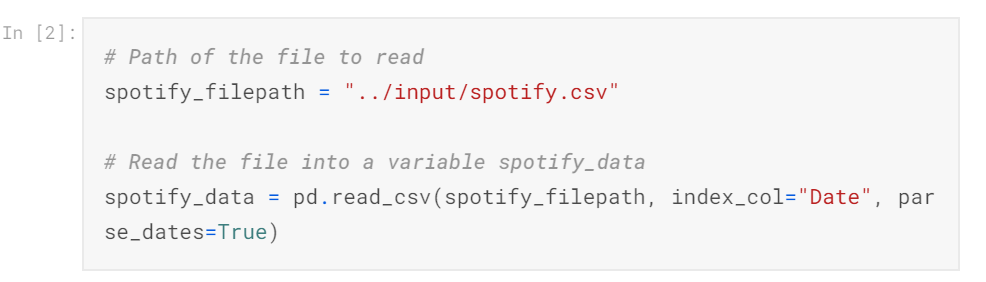 In [2]:
# Path of the file to read
spotify_filepath = "../input/spotify.csv"
# Read the file into a variable spotify_data
spotify_data = pd.read_csv(spotify_filepath, index_col="Date", par
se_dates=True)